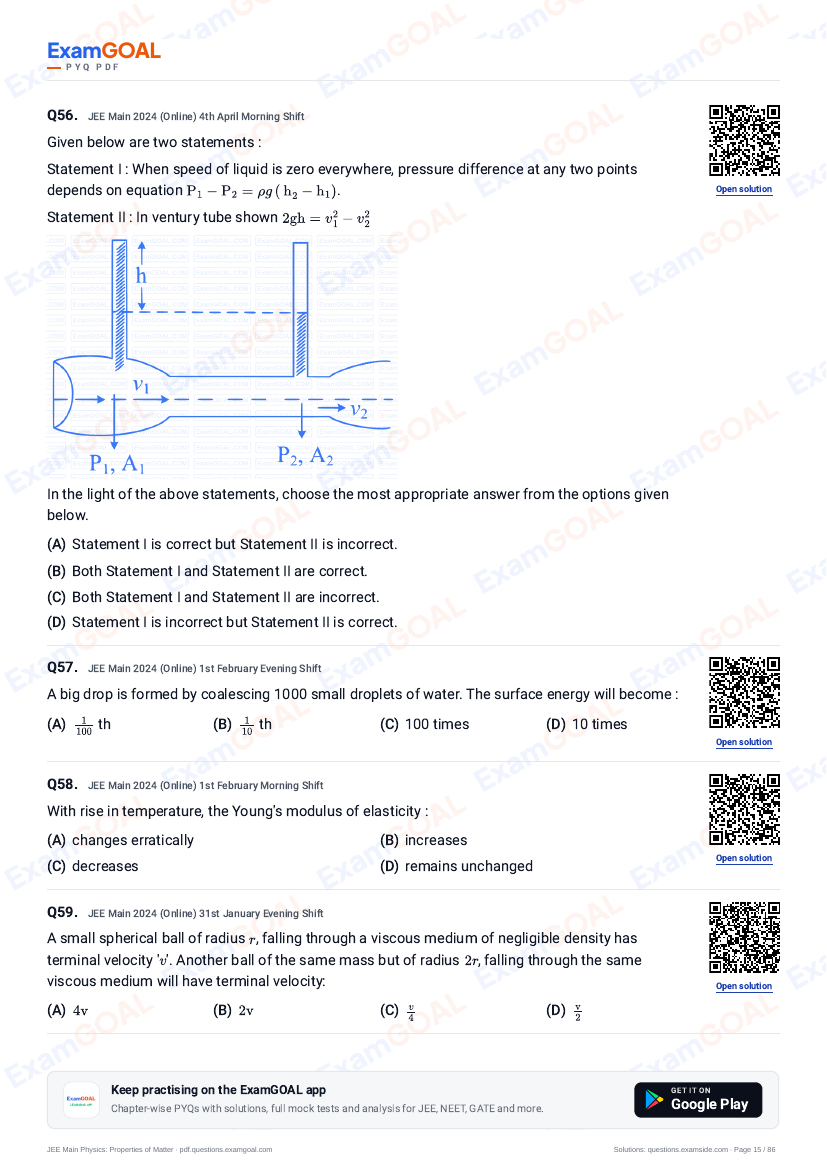 ExamGOAL
PYQ PDF
Q56. JEE Main 2024 (Online) 4th April Morning Shift
Given below are two statements :
Statement I : When speed of liquid is zero everywhere, pressure difference at any two points
depends on equation P₁ − P₂ = ρg ( h₂ − h₁).
Statement II : In ventury tube shown 2gh = v₁² − v₂²
h
v₁
v₂
P₁, A₁
P₂, A₂
In the light of the above statements, choose the most appropriate answer from the options given
below.
(A) Statement I is correct but Statement II is incorrect.
(B) Both Statement I and Statement II are correct.
(C) Both Statement I and Statement II are incorrect.
(D) Statement I is incorrect but Statement II is correct.
Open solution
Q57. JEE Main 2024 (Online) 1st February Evening Shift
A big drop is formed by coalescing 1000 small droplets of water. The surface energy will become :
(A) 1/100 th (B) 1/10 th (C) 100 times (D) 10 times
Open solution
Q58. JEE Main 2024 (Online) 1st February Morning Shift
With rise in temperature, the Young's modulus of elasticity :
(A) changes erratically (B) increases
(C) decreases (D) remains unchanged
Open solution
Q59. JEE Main 2024 (Online) 31st January Evening Shift
A small spherical ball of radius r, falling through a viscous medium of negligible density has
terminal velocity 'v'. Another ball of the same mass but of radius 2r, falling through the same
viscous medium will have terminal velocity:
(A) 4v (B) 2v (C) v/4 (D) v/2
Open solution
ExamGOAL
Keep practising on the ExamGOAL app
Chapter-wise PYQs with solutions, full mock tests and analysis for JEE, NEET, GATE and more.
GET IT ON
Google Play
JEE Main Physics: Properties of Matter · pdf.questions.examgoal.com
Solutions: questions.examside.com · Page 15 / 86